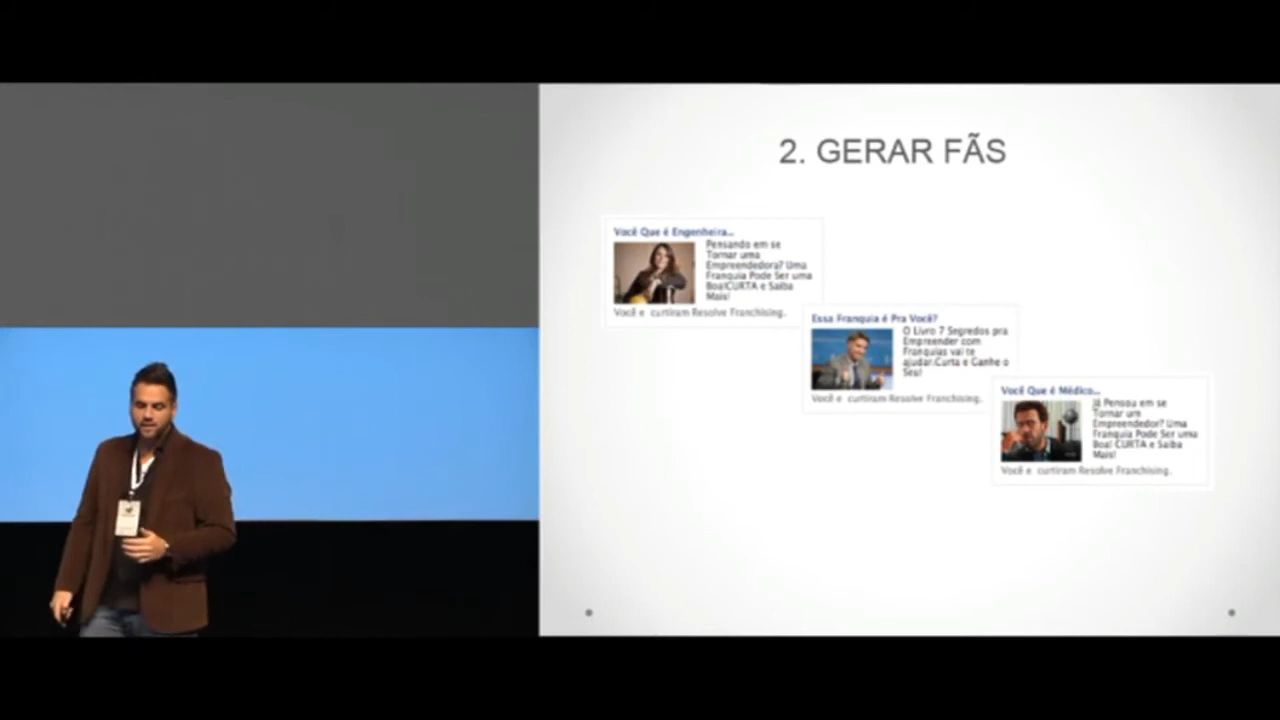 2. GERAR FÃS
Você Que é Engenheira...
Pensando em se
Tornar uma
Empreendedora? Uma
Franquia Pode Ser uma
Boa!CURTA e Saiba
Mais!
Você e curtiram Resolve Franchising.
Essa Franquia é Pra Você?
O Livro 7 Segredos pra
Empreender com
Franquias vai te
ajudar.Curta e Ganhe o
Seu!
Você e curtiram Resolve Franchising.
Você Que é Médico...
Já Pensou em se
Tornar um
Empreendedor? Uma
Franquia Pode Ser uma
Boa! CURTA e Saiba
Mais!
Você e curtiram Resolve Franchising.